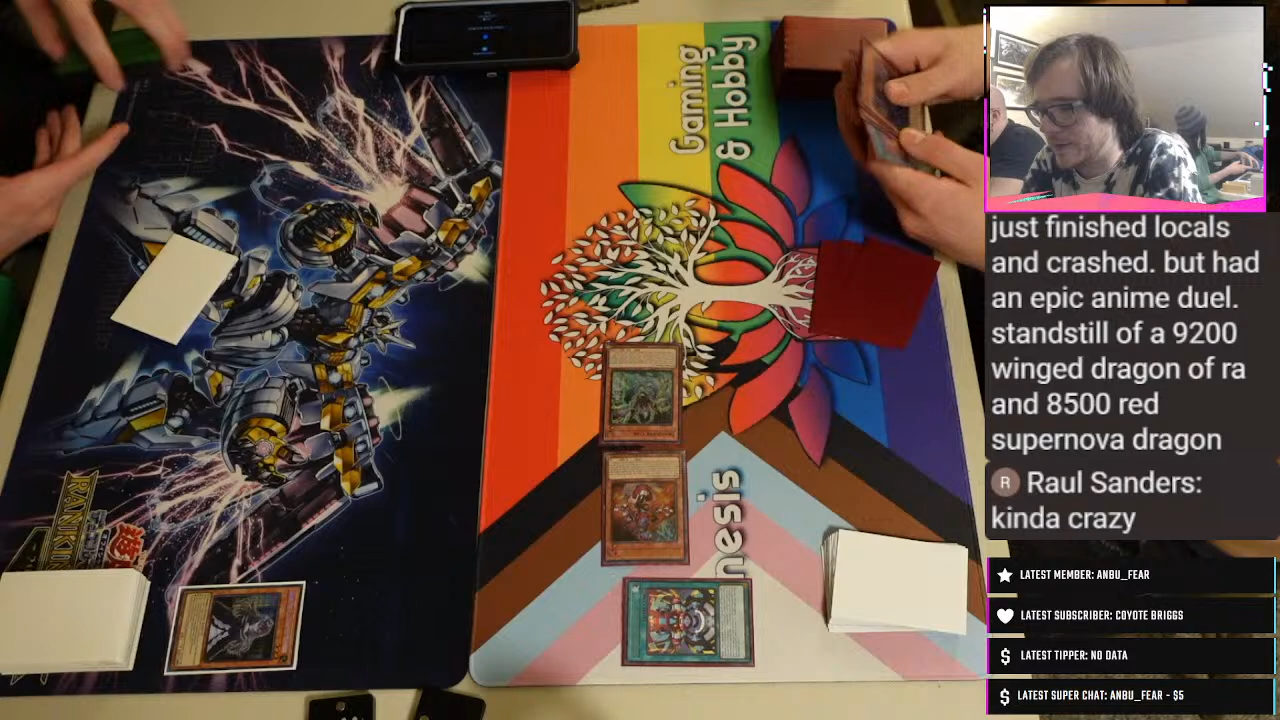 Gaming
& Hobby
nesis
RANKIN
just finished locals
and crashed. but had
an epic anime duel.
standstill of a 9200
winged dragon of ra
and 8500 red
supernova dragon
R Raul Sanders:
kinda crazy
LATEST MEMBER: ANBU_FEAR
LATEST SUBSCRIBER: COYOTE BRIGGS
LATEST TIPPER: NO DATA
LATEST SUPER CHAT: ANBU_FEAR - $5